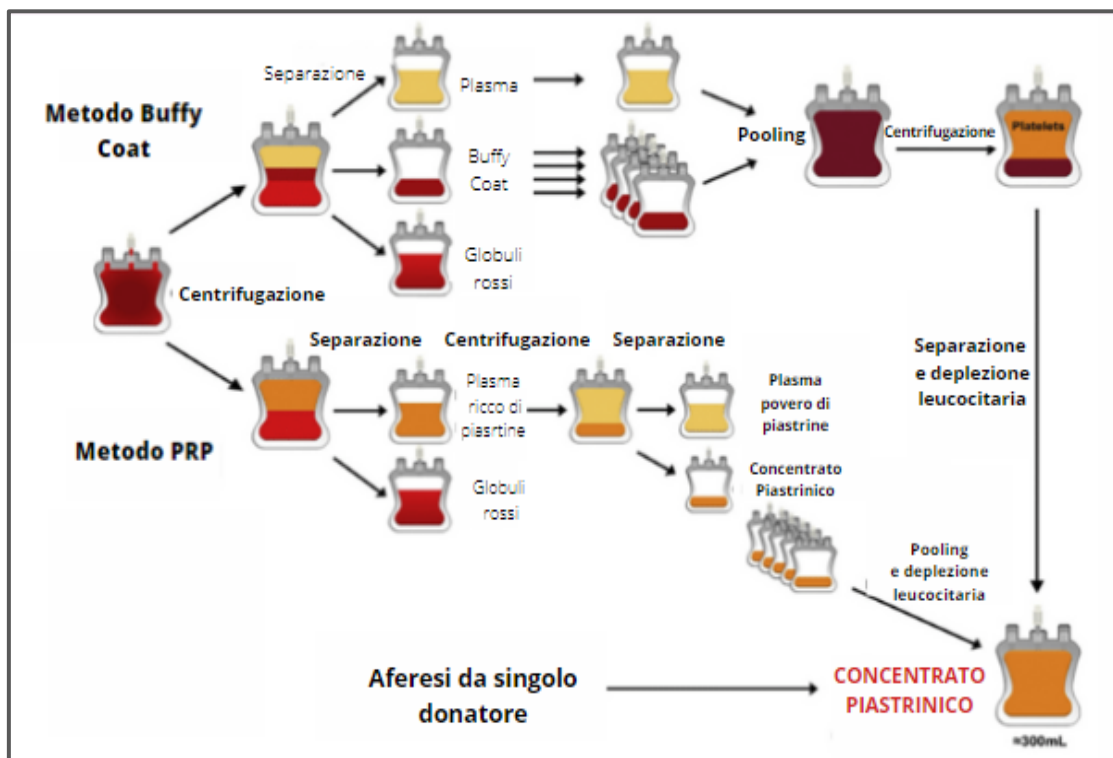 Separazione
Plasma
Metodo Buffy
Coat
Buffy
Coat
Pooling
Centrifugazione
Platelets
Globuli
rossi
Centrifugazione
Separazione
Centrifugazione
Separazione
Plasma
ricco di
piasrtine
Plasma
povero di
piastrine
Metodo PRP
Globuli
rossi
Concentrato
Piastrinico
Separazione
e deplezione
leucocitaria
Pooling
e deplezione
leucocitaria
Aferesi da singolo
donatore
CONCENTRATO
PIASTRINICO
≈300mL